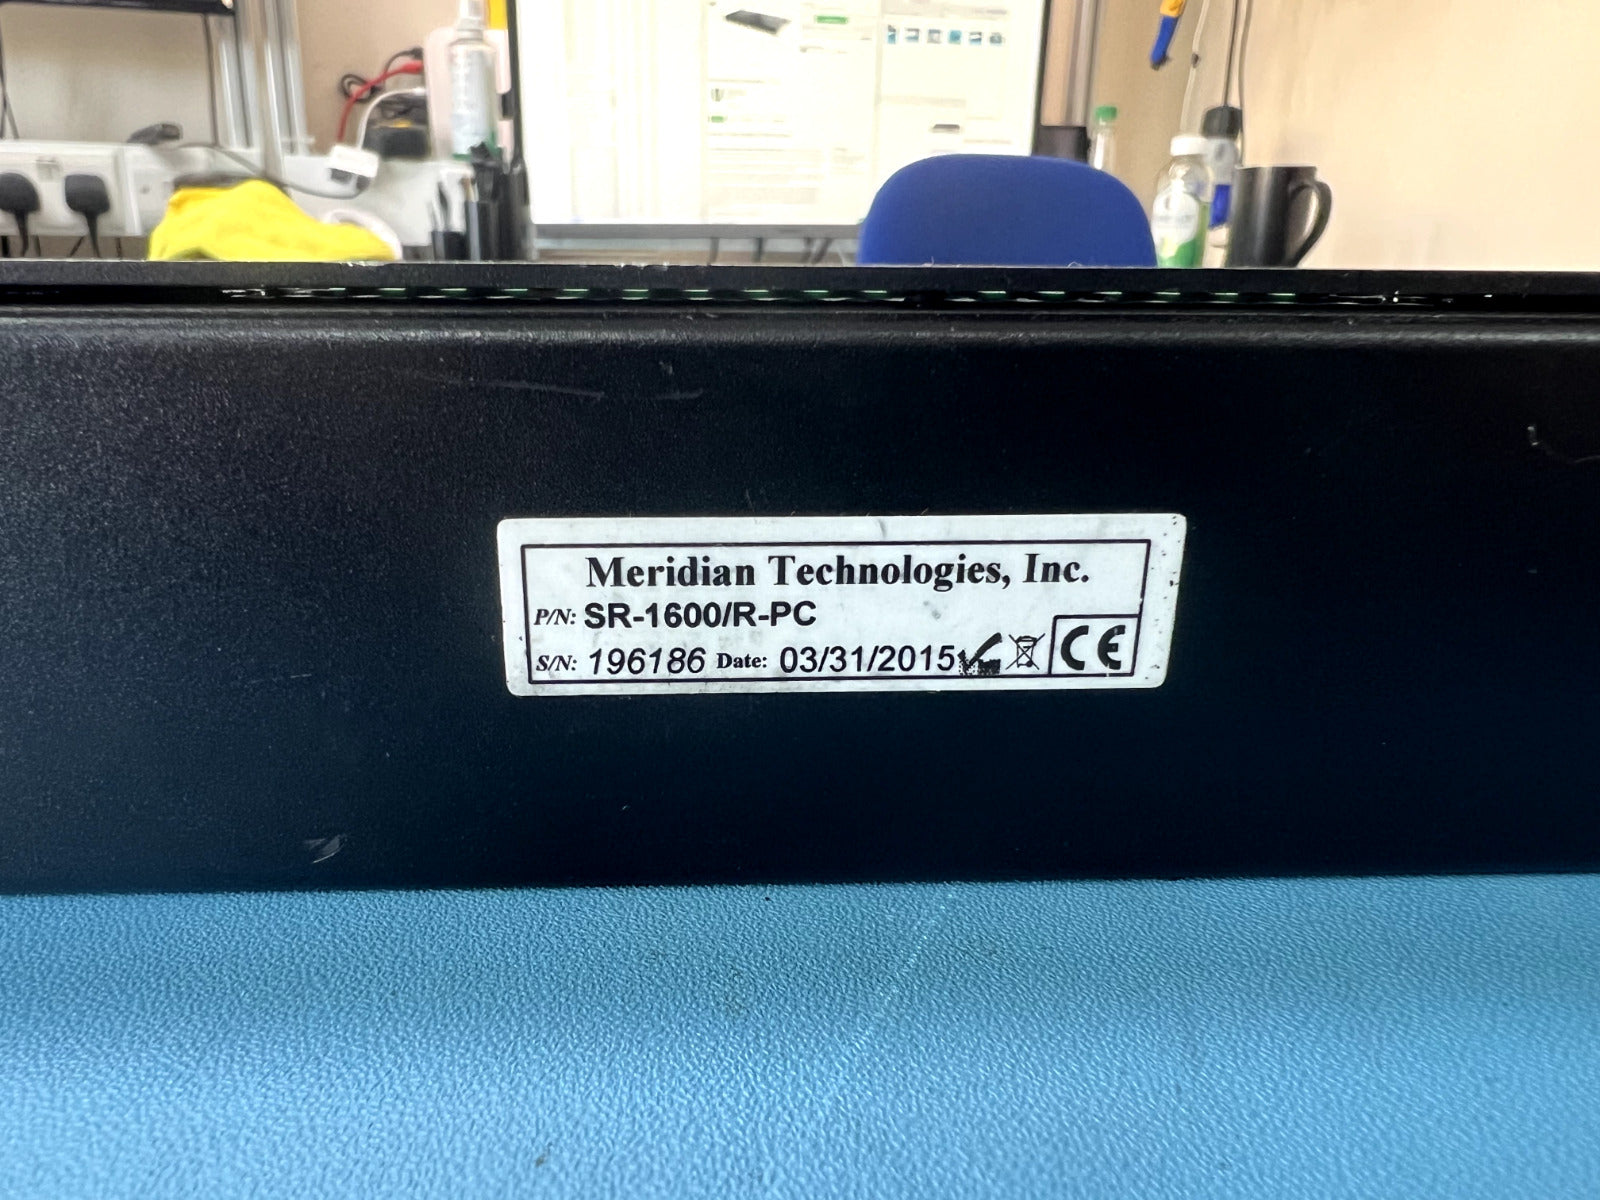 Meridian Technologies, Inc.
P/N: SR-1600/R-PC
S/N: 196186 Date: 03/31/2015
CE